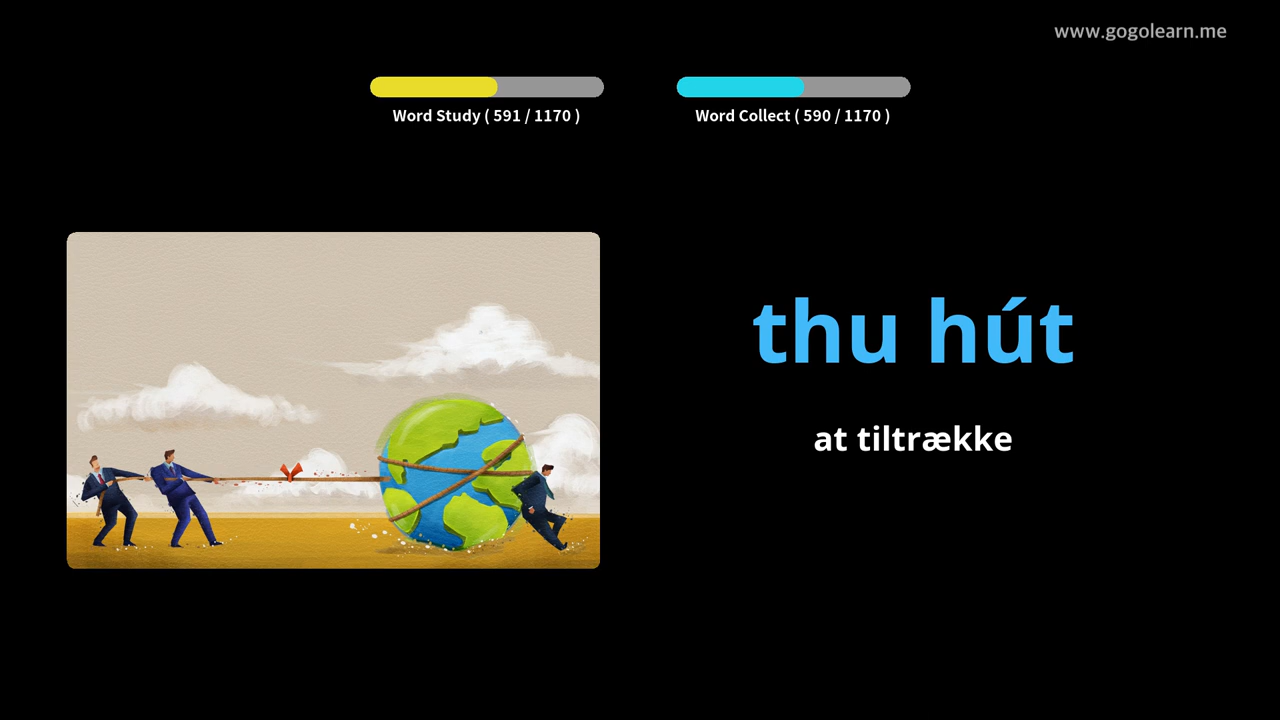 www.gogolearn.me
Word Study ( 591 / 1170 )
Word Collect ( 590 / 1170 )
thu hút
at tiltrække